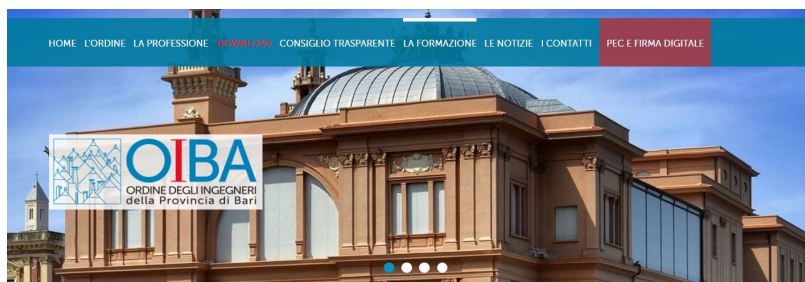 HOME L'ORDINE LA PROFESSIONE DOWNLOAD CONSIGLIO TRASPARENTE LA FORMAZIONE LE NOTIZIE I CONTATTI PEC E FIRMA DIGITALE
OIBA
ORDINE DEGLI INGEGNERI
della Provincia di Bari